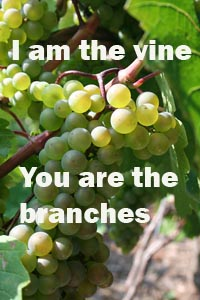 I am the vine
You are the
branches